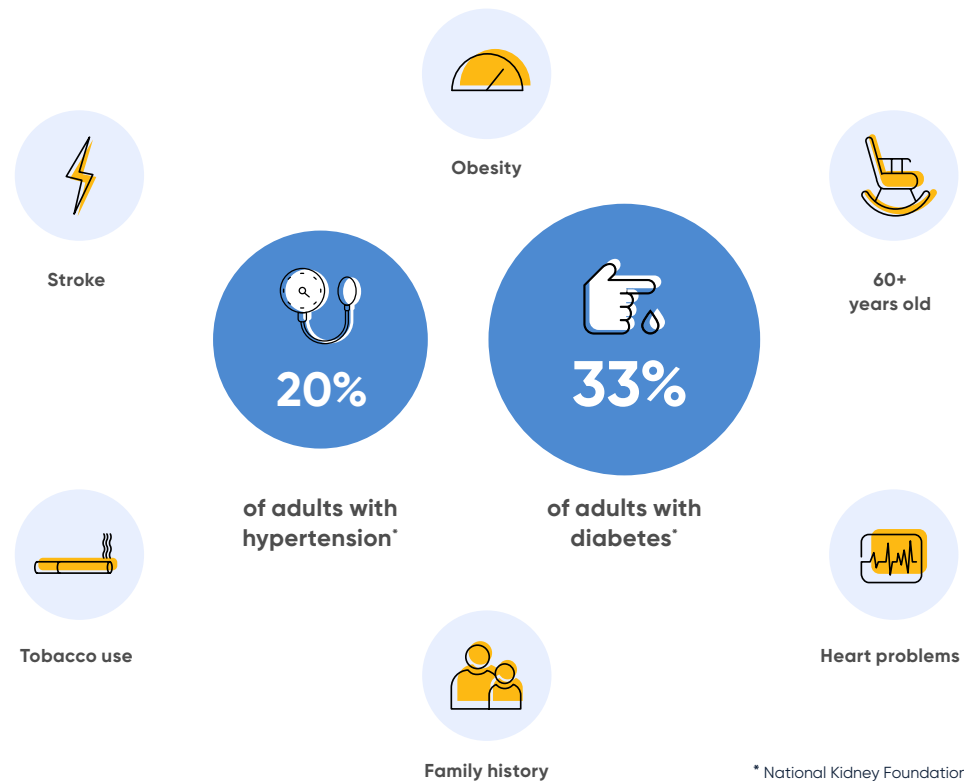 Obesity
Stroke
60+
years old
20%
33%
of adults with
hypertension*
of adults with
diabetes*
Tobacco use
Heart problems
Family history
* National Kidney Foundation